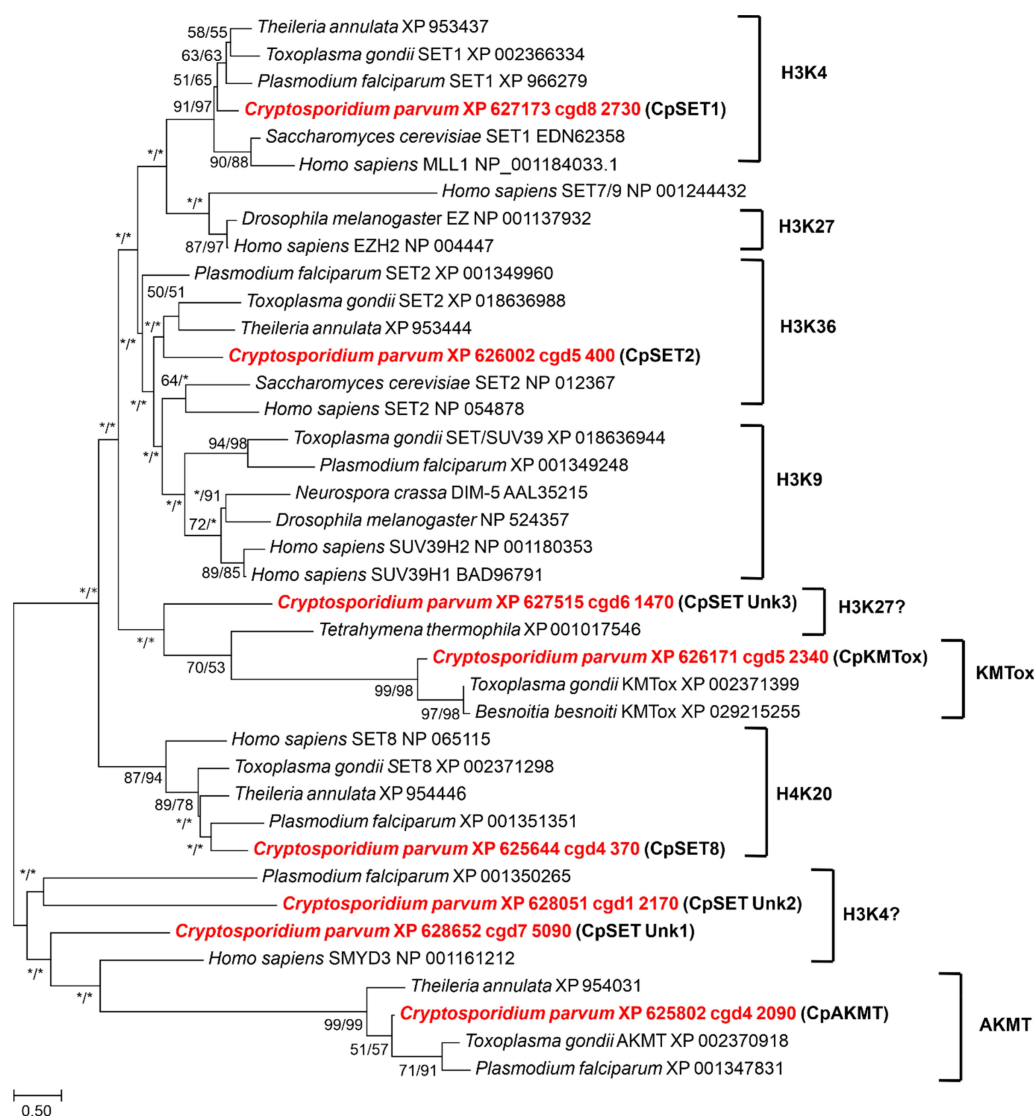 58/55
Theileria annulata XP 953437
63/63
Toxoplasma gondii SET1 XP 002366334
51/65
Plasmodium falciparum SET1 XP 966279
H3K4
91/97
Cryptosporidium parvum XP 627173 cgd8 2730 (CpSET1)
Saccharomyces cerevisiae SET1 EDN62358
*/*
90/88
Homo sapiens MLL1 NP_001184033.1
Homo sapiens SET7/9 NP 001244432
*/*
Drosophila melanogaster EZ NP 001137932
H3K27
*/*
87/97
Homo sapiens EZH2 NP 004447
Plasmodium falciparum SET2 XP 001349960
50/51
Toxoplasma gondii SET2 XP 018636988
*/*
Theileria annulata XP 953444
H3K36
Cryptosporidium parvum XP 626002 cgd5 400 (CpSET2)
64/*
Saccharomyces cerevisiae SET2 NP 012367
*/*
Homo sapiens SET2 NP 054878
*/*
94/98
Toxoplasma gondii SET/SUV39 XP 018636944
*/*
Plasmodium falciparum XP 001349248
H3K9
*/91
Neurospora crassa DIM-5 AAL35215
*/*
72/*
Drosophila melanogaster NP 524357
Homo sapiens SUV39H2 NP 001180353
89/85
Homo sapiens SUV39H1 BAD96791
*/*
Cryptosporidium parvum XP 627515 cgd6 1470 (CpSET Unk3)
H3K27?
*/*
Tetrahymena thermophila XP 001017546
70/53
Cryptosporidium parvum XP 626171 cgd5 2340 (CpKMTox)
KMTox
99/98
Toxoplasma gondii KMTox XP 002371399
97/98
Besnoitia besnoiti KMTox XP 029215255
Homo sapiens SET8 NP 065115
87/94
Toxoplasma gondii SET8 XP 002371298
89/78
Theileria annulata XP 954446
H4K20
*/*
Plasmodium falciparum XP 001351351
*/*
Cryptosporidium parvum XP 625644 cgd4 370 (CpSET8)
*/*
Plasmodium falciparum XP 001350265
Cryptosporidium parvum XP 628051 cgd1 2170 (CpSET Unk2)
H3K4?
Cryptosporidium parvum XP 628652 cgd7 5090 (CpSET Unk1)
*/*
Homo sapiens SMYD3 NP 001161212
*/*
Theileria annulata XP 954031
99/99
Cryptosporidium parvum XP 625802 cgd4 2090 (CpAKMT)
AKMT
51/57
Toxoplasma gondii AKMT XP 002370918
71/91
Plasmodium falciparum XP 001347831
0.50